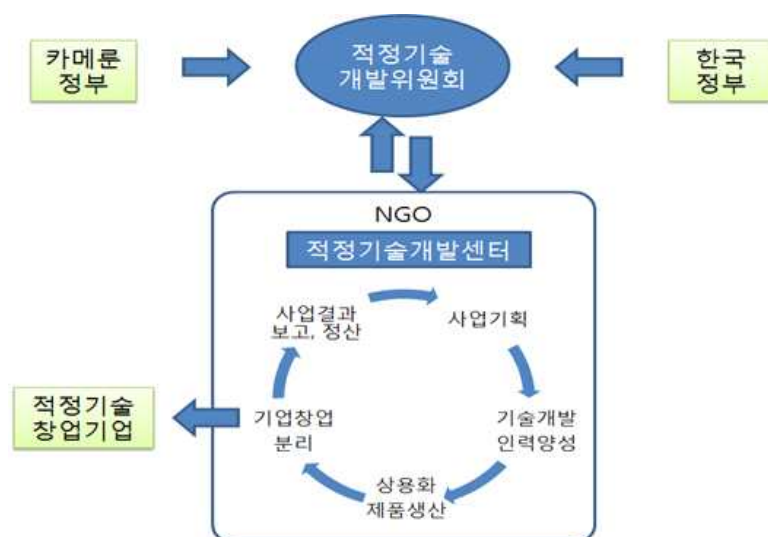 카메룬
정부
적정기술
개발위원회
한국
정부
NGO
적정기술개발센터
사업결과
보고, 정산
사업기획
적정기술
창업기업
기업창업
분리
기술개발
인력양성
상용화
제품생산